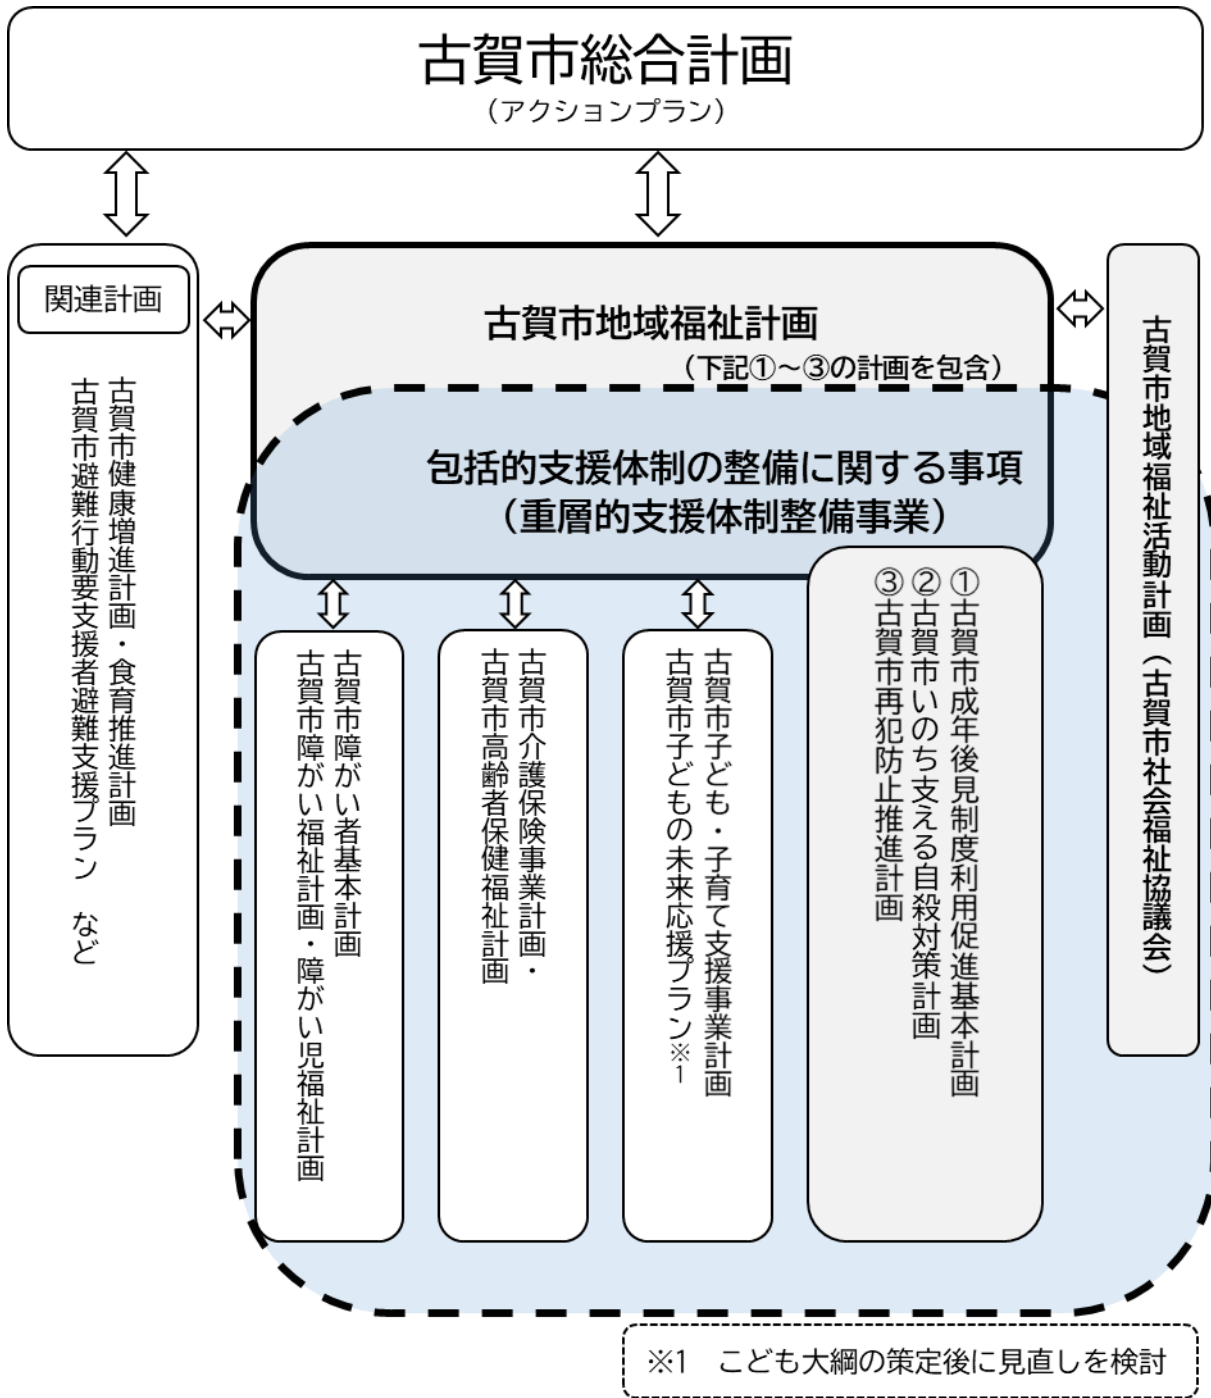 古賀市総合計画
（アクションプラン）
関連計画
古賀市健康増進計画・食育推進計画
古賀市避難行動要支援者避難支援プラン　など
古賀市地域福祉計画
（下記①～③の計画を包含）
包括的支援体制の整備に関する事項
（重層的支援体制整備事業）
古賀市障がい者基本計画
古賀市障がい福祉計画・障がい児福祉計画
古賀市介護保険事業計画・
古賀市高齢者保健福祉計画
古賀市子ども・子育て支援事業計画
古賀市子どもの未来応援プラン※1
①古賀市成年後見制度利用促進基本計画
②古賀市いのち支える自殺対策計画
③古賀市再犯防止推進計画
古賀市地域福祉活動計画（古賀市社会福祉協議会）
※1　こども大綱の策定後に見直しを検討